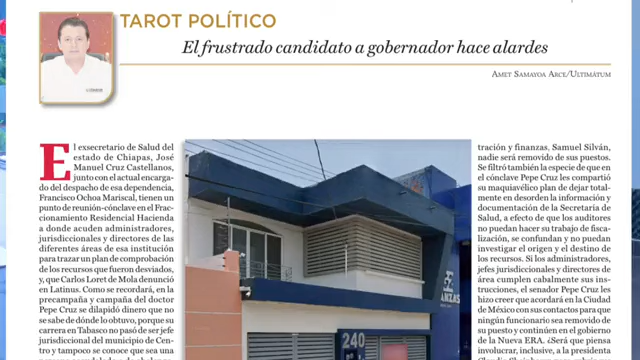 TAROT POLÍTICO
El frustrado candidato a gobernador hace alardes
Amet Samayoa Arce/Ultimátum
El exsecretario de Salud del
estado de Chiapas, José
Manuel Cruz Castellanos,
junto con el actual encarga-
do del despacho de esa dependencia,
Francisco Ochoa Mariscal, tienen un
punto de reunión-cónclave en el Frac-
cionamiento Residencial Hacienda
a donde acuden administradores,
jurisdiccionales y directores de las
diferentes áreas de esa institución
para trazar un plan de comprobación
de los recursos que fueron desviados,
y, que Carlos Loret de Mola denunció
en Latinus. Como se recordará, en la
precampaña y campaña del doctor
Pepe Cruz se dilapidó dinero que no
se sabe de dónde lo obtuvo, porque su
carrera en Tabasco no pasó de ser jefe
jurisdiccional del municipio de Cen-
tro y tampoco se conoce que sea una
240
tración y finanzas, Samuel Silván,
nadie será removido de sus puestos.
Se filtró también la especie de que en
el cónclave Pepe Cruz les compartió
su maquiavélico plan de dejar total-
mente en desorden la información y
documentación de la Secretaría de
Salud, a efecto de que los auditores
no puedan hacer su trabajo de fisca-
lización, se confundan y no puedan
investigar el origen y el destino de
los recursos. Si los administradores,
jefes jurisdiccionales y directores de
área cumplen cabalmente sus ins-
trucciones, el senador Pepe Cruz les
hizo creer que acordará en la Ciudad
de México con sus contactos para que
ningún funcionario sea removido de
su puesto y continúen en el gobierno
de la Nueva ERA. ¿Será que piensa
involucrar, inclusive, a la presidenta